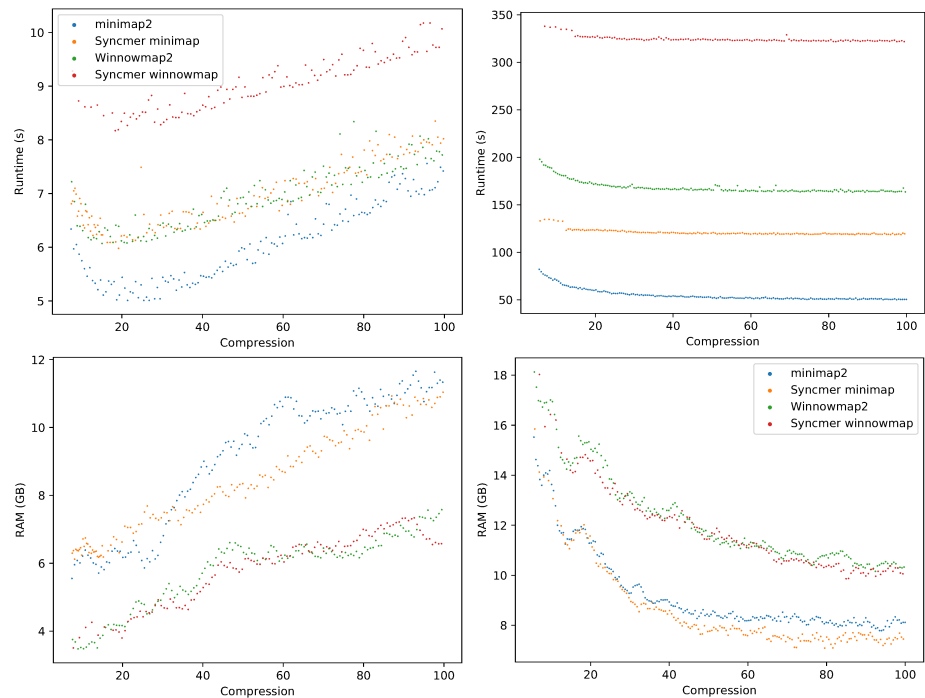 10
9
8
7
6
5
Runtime (s)
minimap2
Syncmer minimap
Winnowmap2
Syncmer winnowmap
20 40 60 80 100
Compression
350
300
250
200
150
100
50
Runtime (s)
20 40 60 80 100
Compression
12
10
8
6
4
RAM (GB)
20 40 60 80 100
Compression
18
16
14
12
10
8
RAM (GB)
minimap2
Syncmer minimap
Winnowmap2
Syncmer winnowmap
20 40 60 80 100
Compression